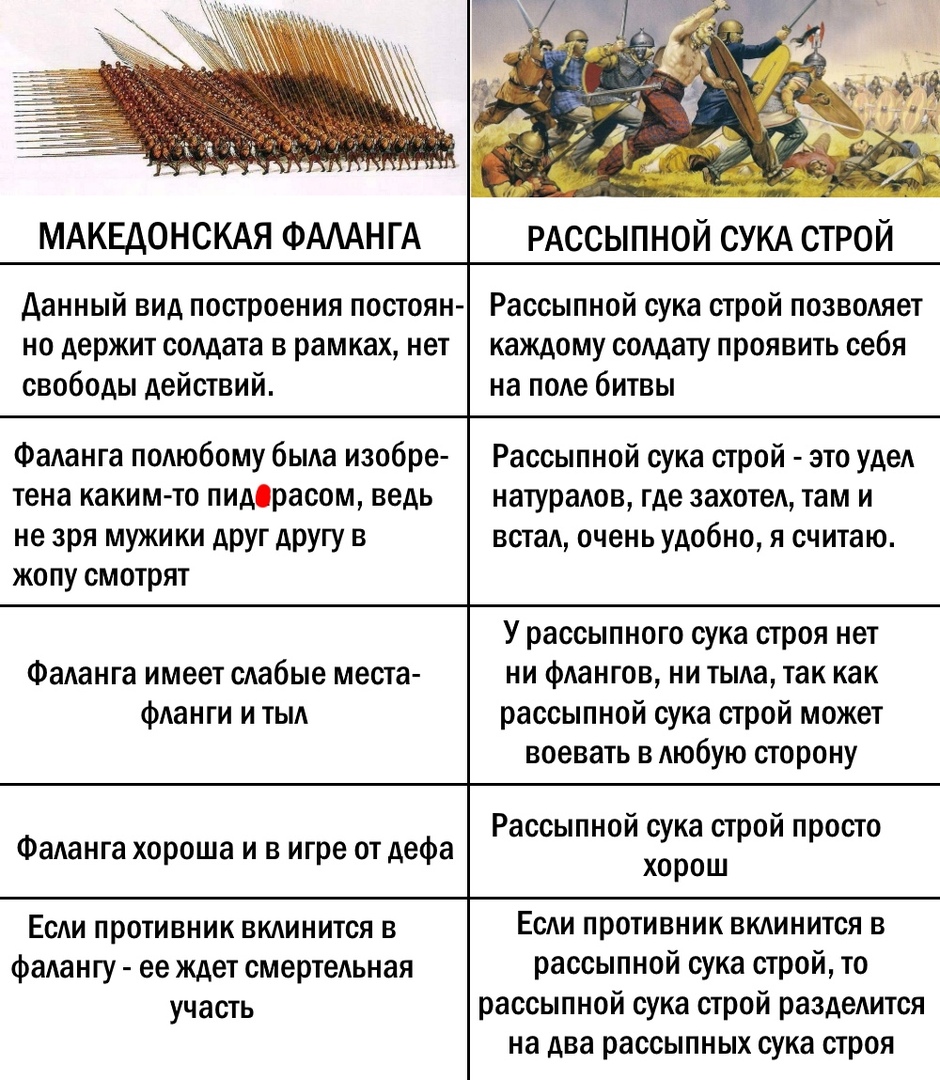 МАКЕДОНСКАЯ ФАЛАНГА
РАССЫПНОЙ СУКА СТРОЙ
Данный вид построения постоян-
но держит солдата в рамках, нет
свободы действий.
Рассыпной сука строй позволяет
каждому солдату проявить себя
на поле битвы
Фаланга полюбому была изобре-
тена каким-то пид расом, ведь
не зря мужики друг другу в
жопу смотрят
Рассыпной сука строй - это удел
натуралов, где захотел, там и
встал, очень удобно, я считаю.
Фаланга имеет слабые места-
фланги и тыл
У рассыпного сука строя нет
ни флангов, ни тыла, так как
рассыпной сука строй может
воевать в любую сторону
Фаланга хороша и в игре от дефа
Рассыпной сука строй просто
хорош
Если противник вклинится в
фалангу - ее ждет смертельная
участь
Если противник вклинится в
рассыпной сука строй, то
рассыпной сука строй разделится
на два рассыпных сука строя